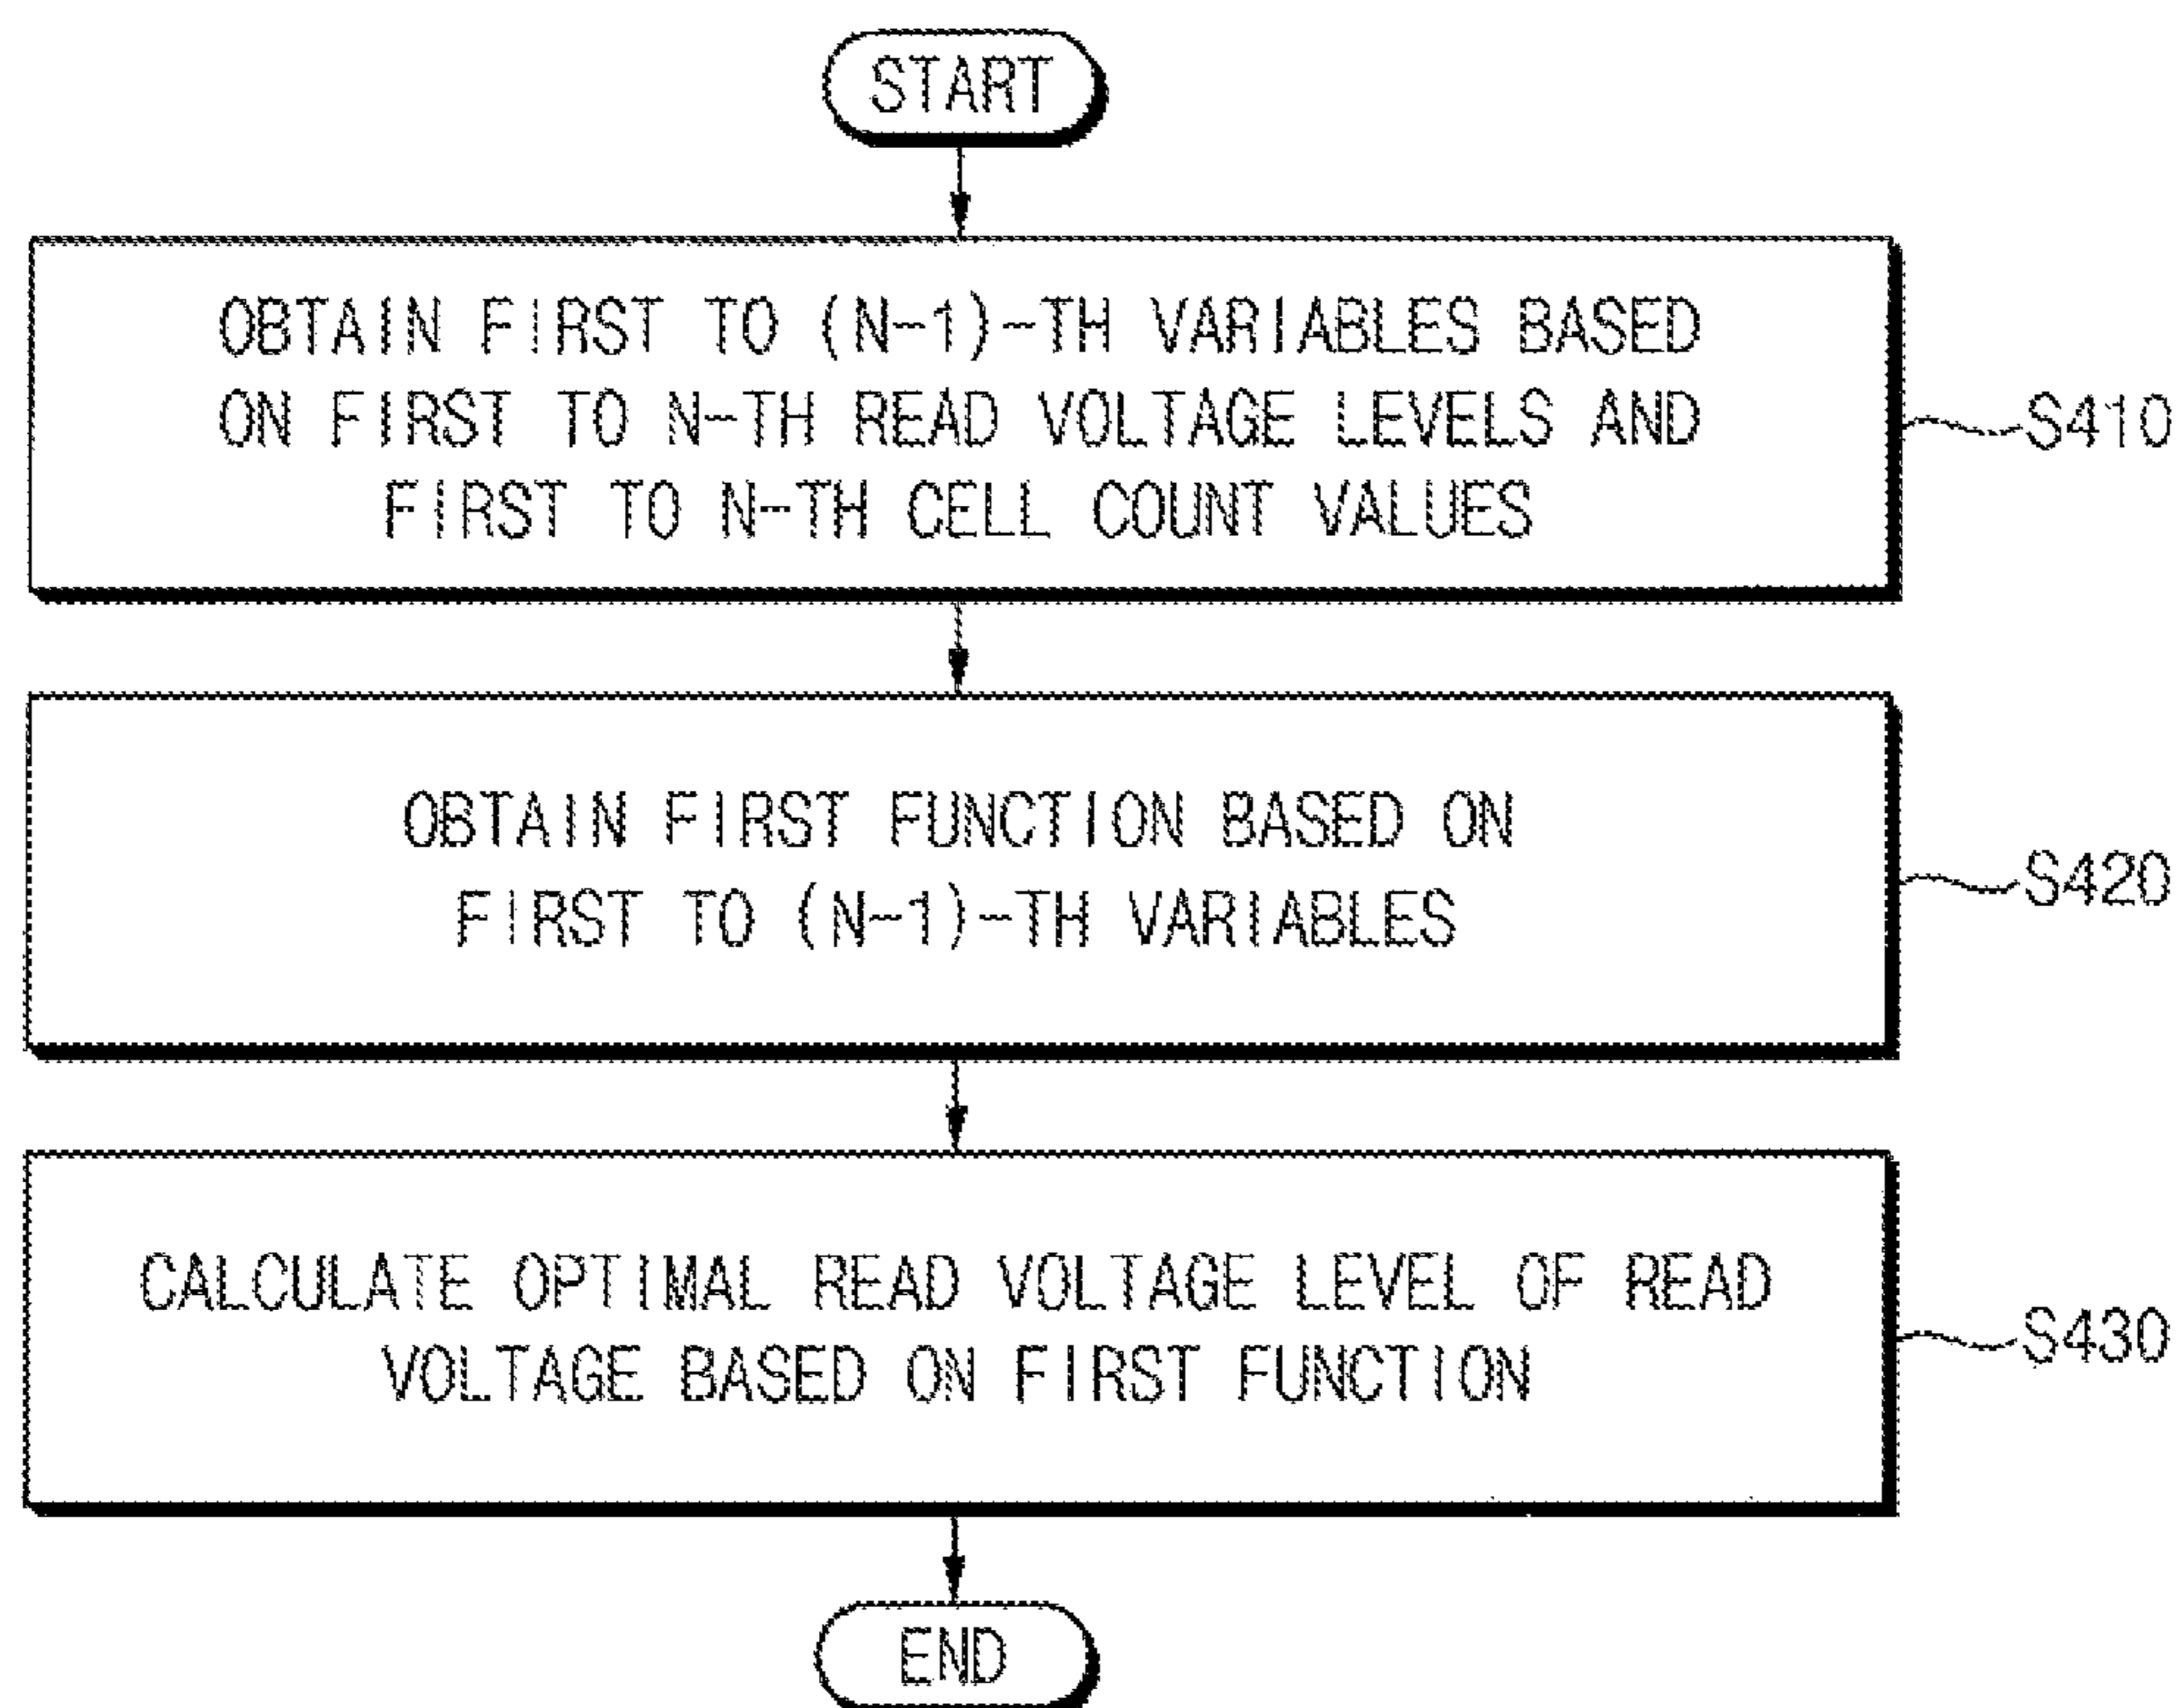 START
OBTAIN FIRST TO (N-1)-TH VARIABLES BASED
ON FIRST TO N-TH READ VOLTAGE LEVELS AND
FIRST TO N-TH CELL COUNT VALUES
S410
OBTAIN FIRST FUNCTION BASED ON
FIRST TO (N-1)-TH VARIABLES
S420
CALCULATE OPTIMAL READ VOLTAGE LEVEL OF READ
VOLTAGE BASED ON FIRST FUNCTION
S430
END